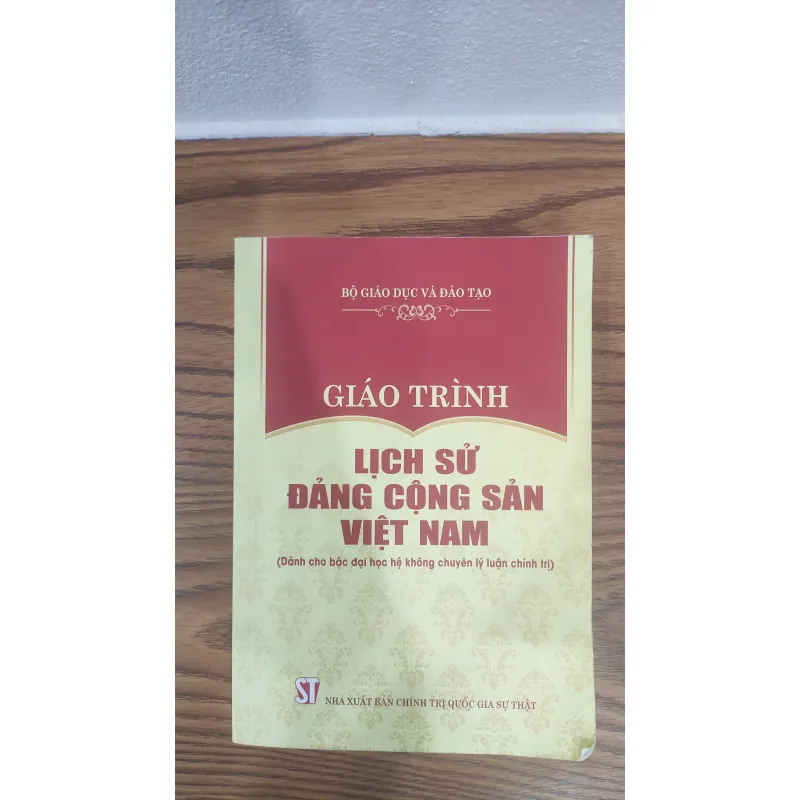 BỘ GIÁO DỤC VÀ ĐÀO TẠO
GIÁO TRÌNH
LỊCH SỬ
ĐẢNG CỘNG SẢN
VIỆT NAM
(Dành cho bậc đại học hệ không chuyên lý luận chính trị)
ST NHÀ XUẤT BẢN CHÍNH TRỊ QUỐC GIA SỰ THẬT